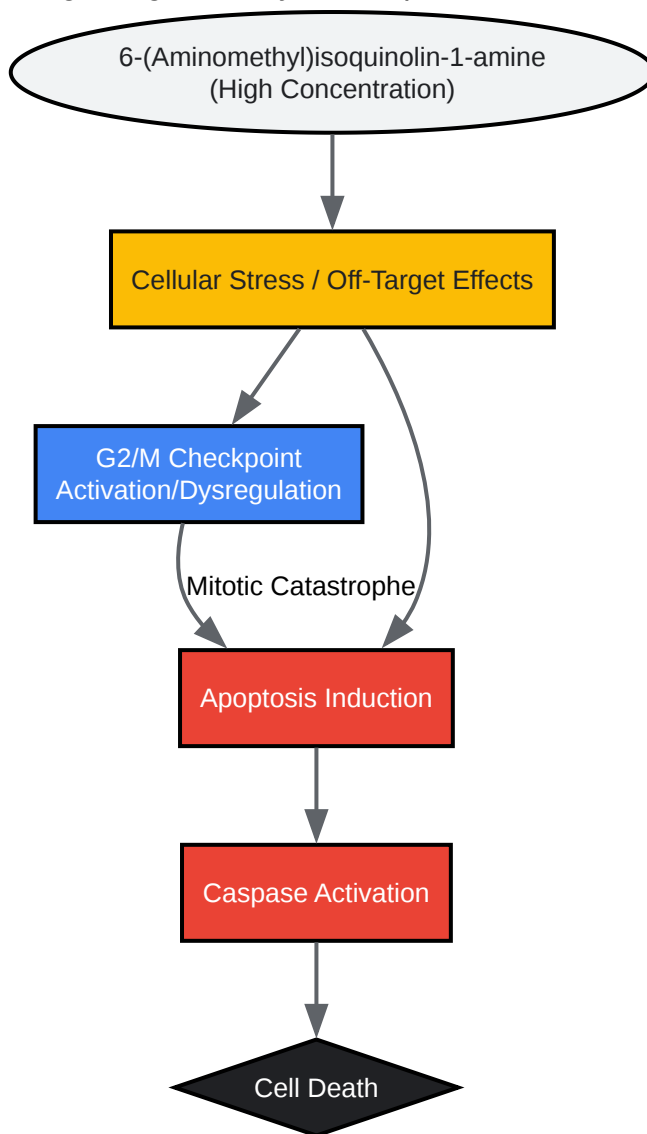 6-(Aminomethyl)isoquinolin-1-amine
(High Concentration)
Cellular Stress / Off-Target Effects
G2/M Checkpoint
Activation/Dysregulation
Mitotic Catastrophe
Apoptosis Induction
Caspase Activation
Cell Death